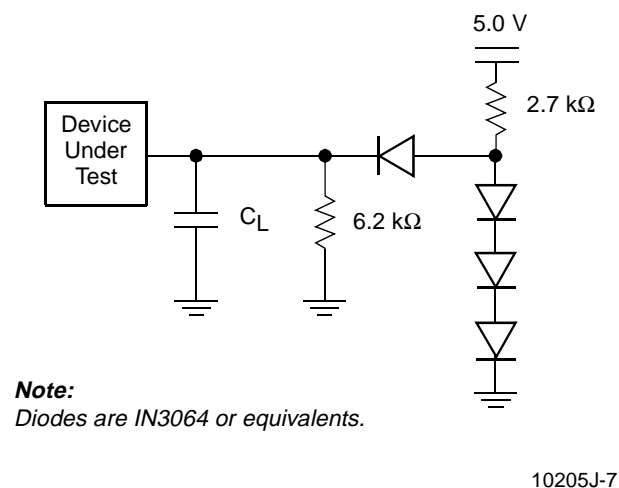 5.0 V
2.7 kΩ
Device
Under
Test
CL
6.2 kΩ
Note:
Diodes are IN3064 or equivalents.
10205J-7